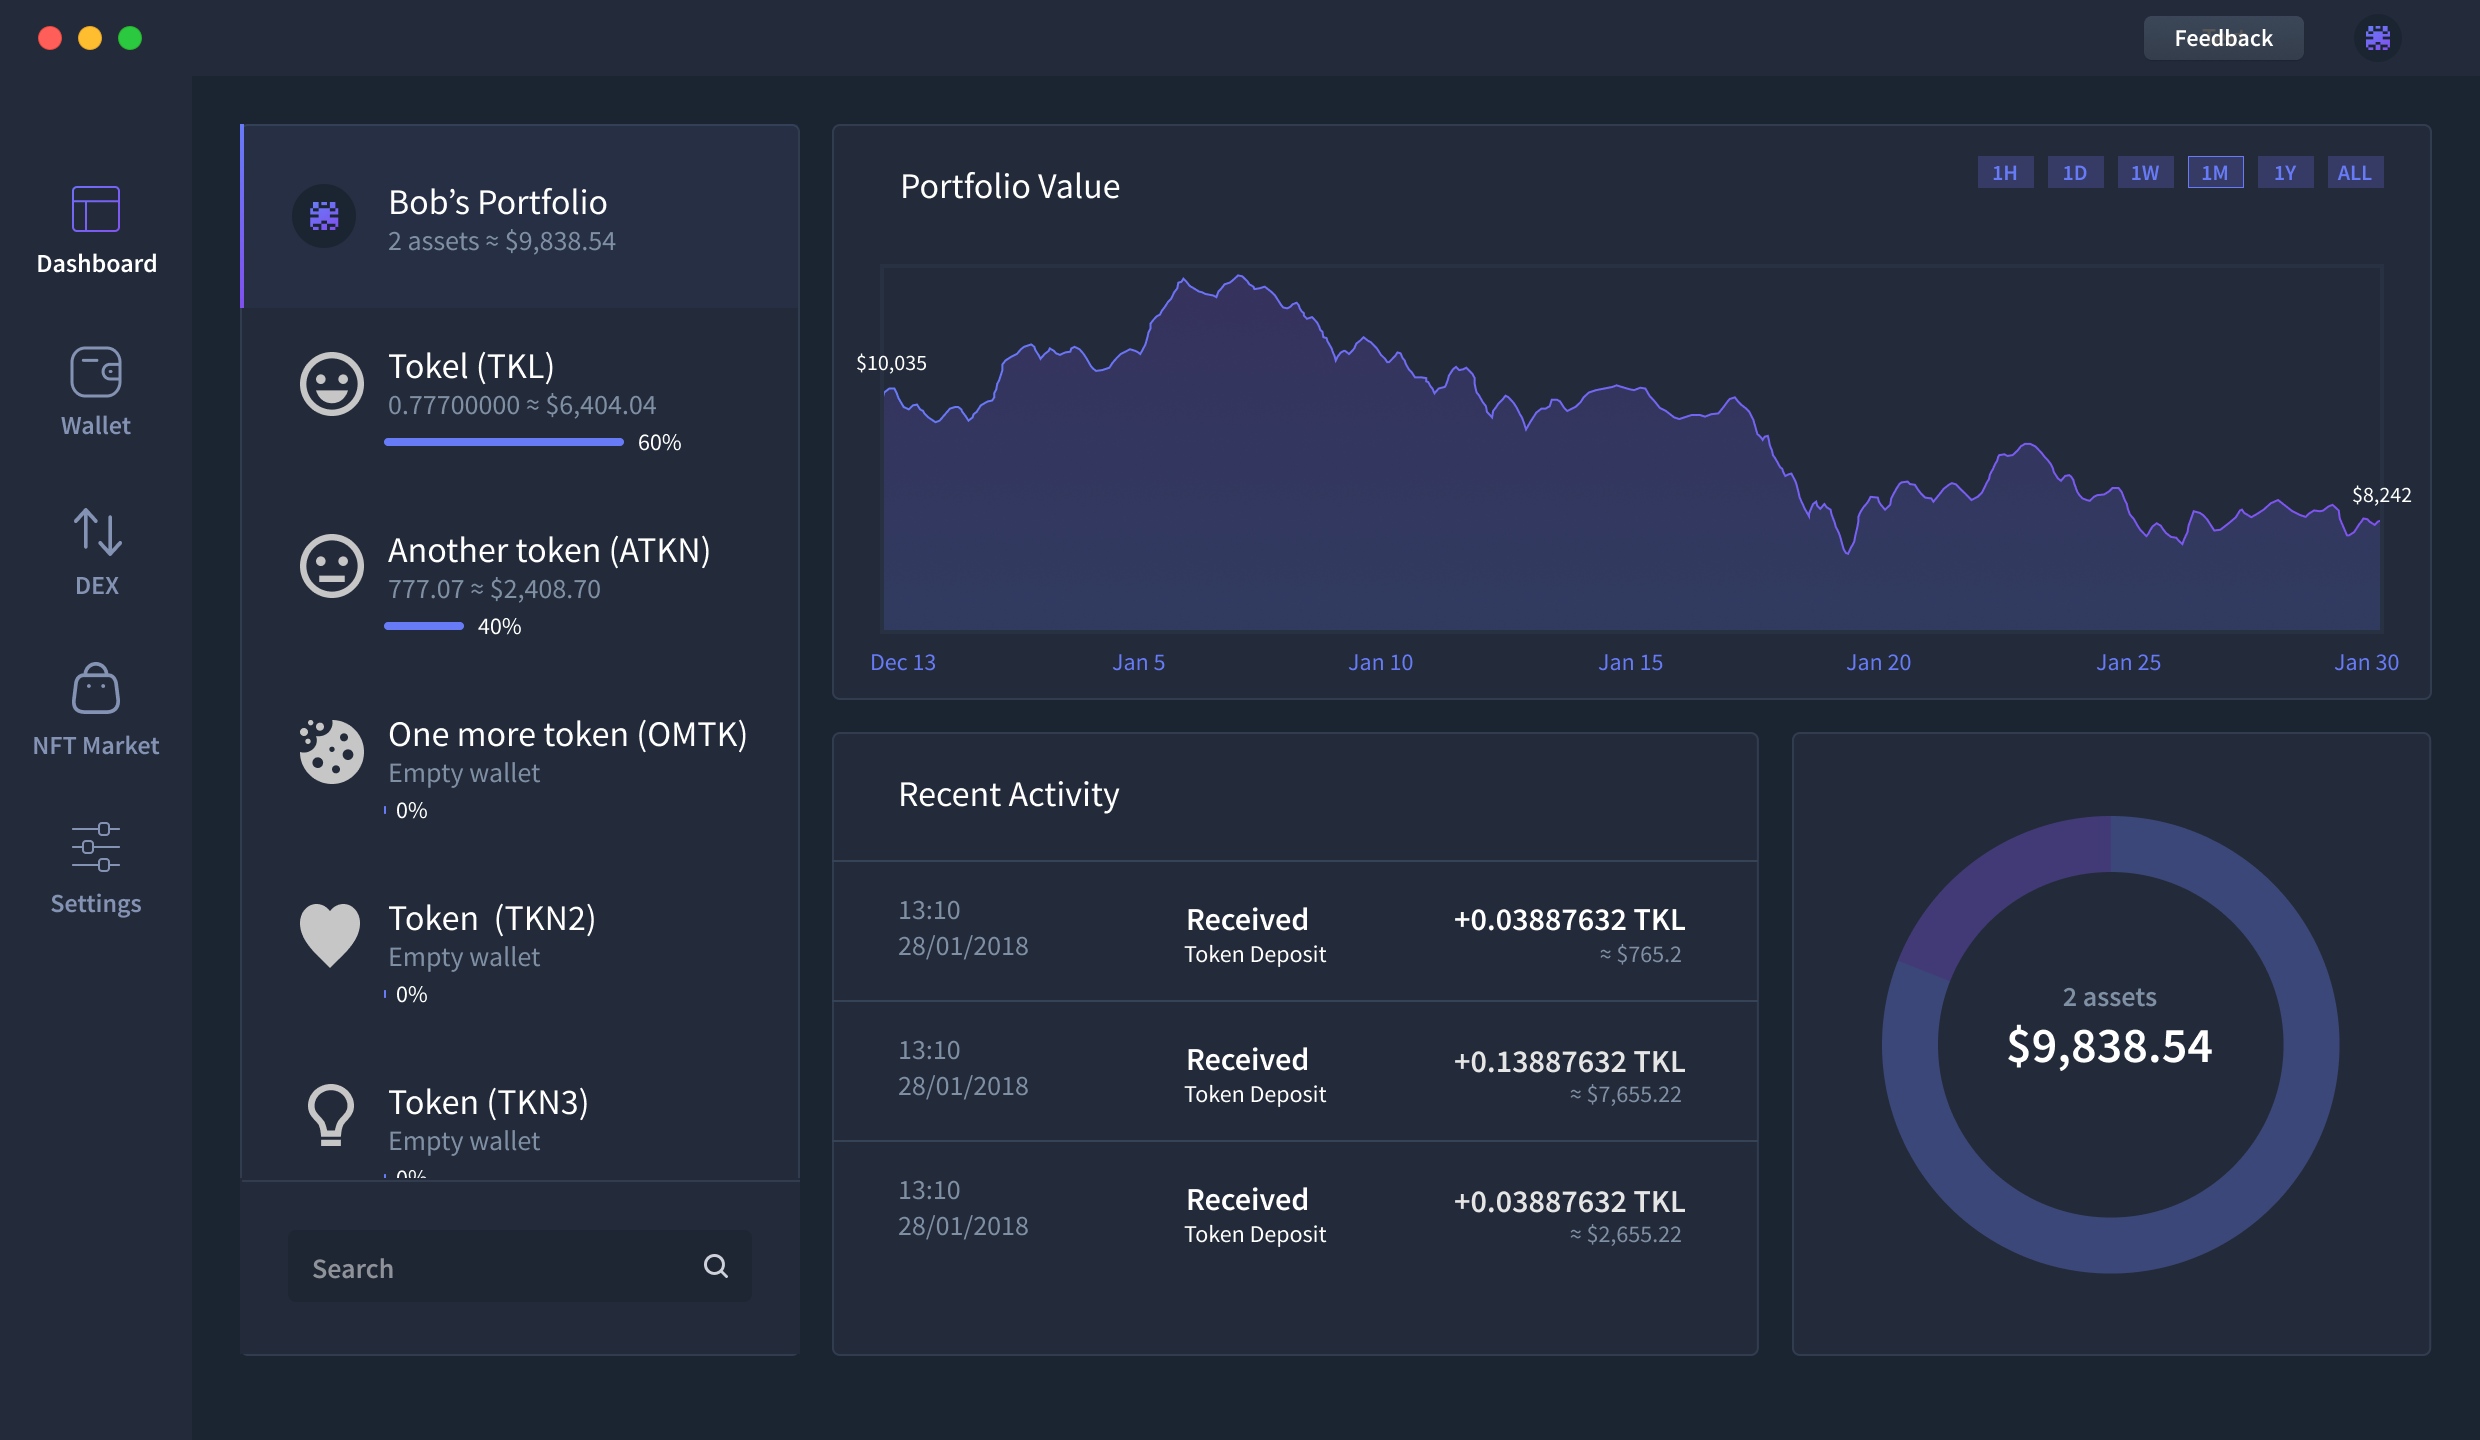 Feedback
Dashboard
Wallet
DEX
NFT Market
Settings
Bob’s Portfolio
2 assets ≈ $9,838.54
Tokel (TKL)
0.77700000 ≈ $6,404.04
60%
Another token (ATKN)
777.07 ≈ $2,408.70
40%
One more token (OMTK)
Empty wallet
0%
Token  (TKN2)
Empty wallet
0%
Token (TKN3)
Empty wallet
0%
Search
Portfolio Value
1H 1D 1W 1M 1Y ALL
$10,035
$8,242
Dec 13 Jan 5 Jan 10 Jan 15 Jan 20 Jan 25 Jan 30
Recent Activity
13:10
28/01/2018
Received
Token Deposit
+0.03887632 TKL
≈ $765.2
13:10
28/01/2018
Received
Token Deposit
+0.13887632 TKL
≈ $7,655.22
13:10
28/01/2018
Received
Token Deposit
+0.03887632 TKL
≈ $2,655.22
2 assets
$9,838.54